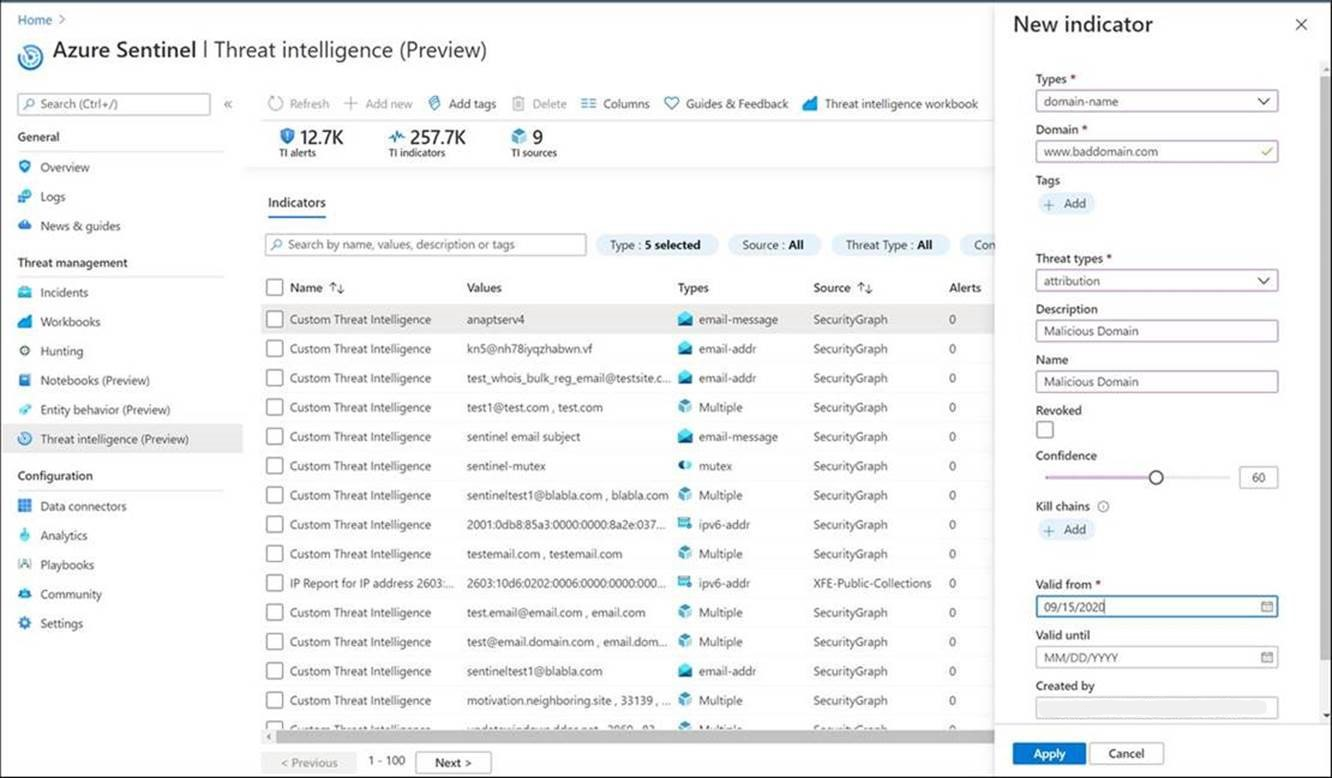 Home >
Azure Sentinel | Threat intelligence (Preview)
Search (Ctrl+/)
«
General
Overview
Logs
News & guides
Threat management
Incidents
Workbooks
Hunting
Notebooks (Preview)
Entity behavior (Preview)
Threat intelligence (Preview)
Configuration
Data connectors
Analytics
Playbooks
Community
Settings
Refresh + Add new Add tags Delete Columns Guides & Feedback Threat intelligence workbook
12.7K 257.7K 9
TI alerts TI indicators TI sources
Indicators
Search by name, values, description or tags Type : 5 selected Source : All Threat Type : All Con
Name ↑↓ Values Types Source ↑↓ Alerts
Custom Threat Intelligence anaptserv4 email-message SecurityGraph 0
Custom Threat Intelligence kn5@nh78iyqzhabwn.vf email-addr SecurityGraph 0
Custom Threat Intelligence test_whois_bulk_reg_email@testsite.c... email-addr SecurityGraph 0
Custom Threat Intelligence test1@test.com , test.com Multiple SecurityGraph 0
Custom Threat Intelligence sentinel email subject email-message SecurityGraph 0
Custom Threat Intelligence sentinel-mutex mutex SecurityGraph 0
Custom Threat Intelligence sentineltest1@blabla.com , blabla.com Multiple SecurityGraph 0
Custom Threat Intelligence 2001:0db8:85a3:0000:0000:8a2e:037... ipv6-addr SecurityGraph 0
Custom Threat Intelligence testemail.com , testemail.com Multiple SecurityGraph 0
IP Report for IP address 2603:... 2603:10d6:0202:0006:0000:0000:000... ipv6-addr XFE-Public-Collections 0
Custom Threat Intelligence test.email@email.com , email.com Multiple SecurityGraph 0
Custom Threat Intelligence test@email.domain.com , email.dom... Multiple SecurityGraph 0
Custom Threat Intelligence sentineltest1@blabla.com email-addr SecurityGraph 0
Custom Threat Intelligence motivation.neighboring.site , 33139 , ... Multiple SecurityGraph 0
Custom Threat Intelligence Multiple SecurityGraph 0
< Previous 1 - 100 Next >
New indicator
Types *
domain-name
Domain *
www.baddomain.com
Tags
+ Add
Threat types *
attribution
Description
Malicious Domain
Name
Malicious Domain
Revoked
Confidence
60
Kill chains
+ Add
Valid from *
09/15/2020
Valid until
MM/DD/YYYY
Created by
Apply Cancel